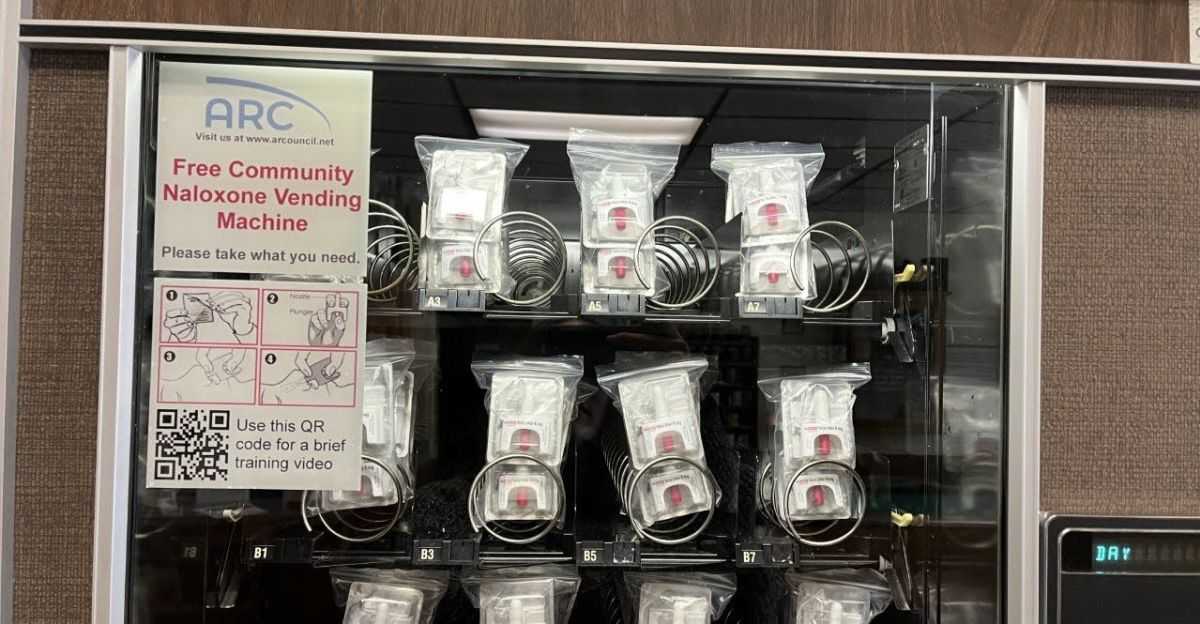 ARC
Visit us at www.arcouncil.net
Free Community
Naloxone Vending
Machine
Please take what you need.
1
2
Nozzle
Plunger
3
4
Use this QR
code for a brief
training video
A3
A5
A7
B1
B3
B5
B7
DAY